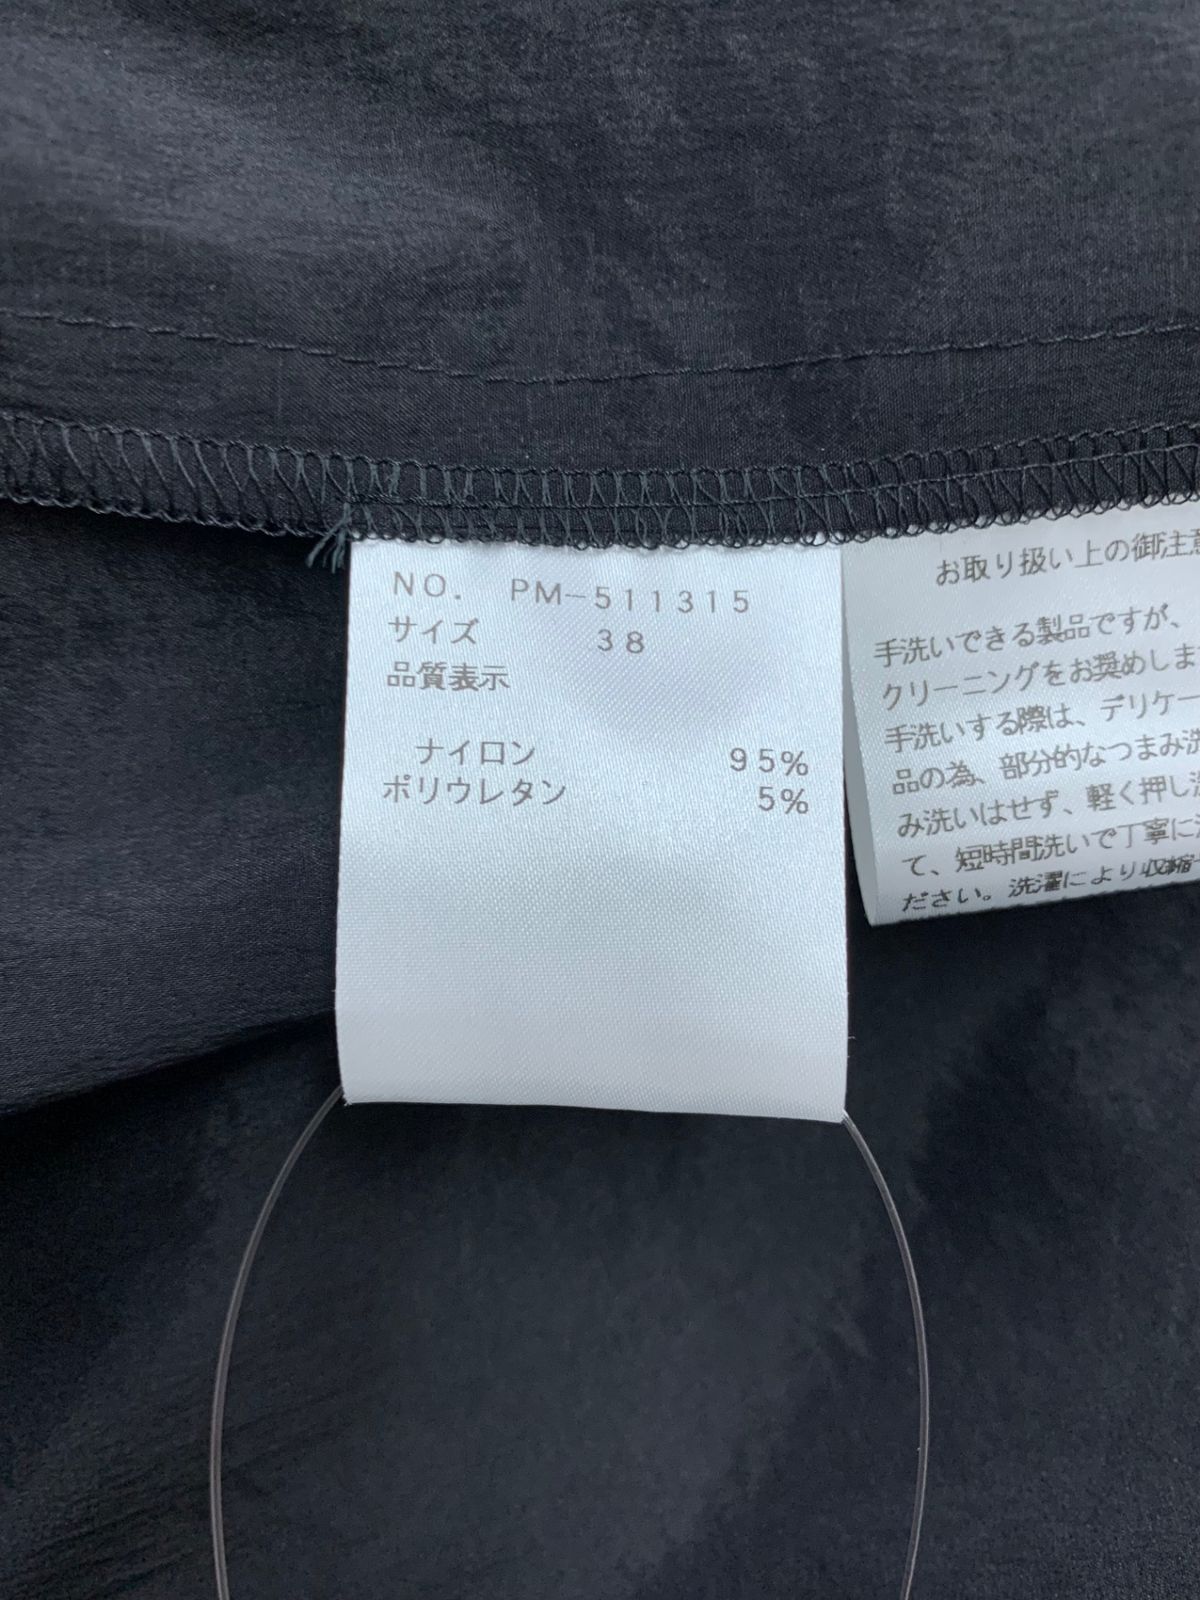 NO. PM-511315
サイズ 38
品質表示
ナイロン 95%
ポリウレタン 5%
お取り扱い上の御注意
手洗いできる製品ですが、
クリーニングをお奨めしま
手洗いする際は、デリケー
品の為、部分的なつまみ洗
み洗いはせず、軽く押し洗
て、短時間洗いで丁寧に
ださい。洗濯により収縮